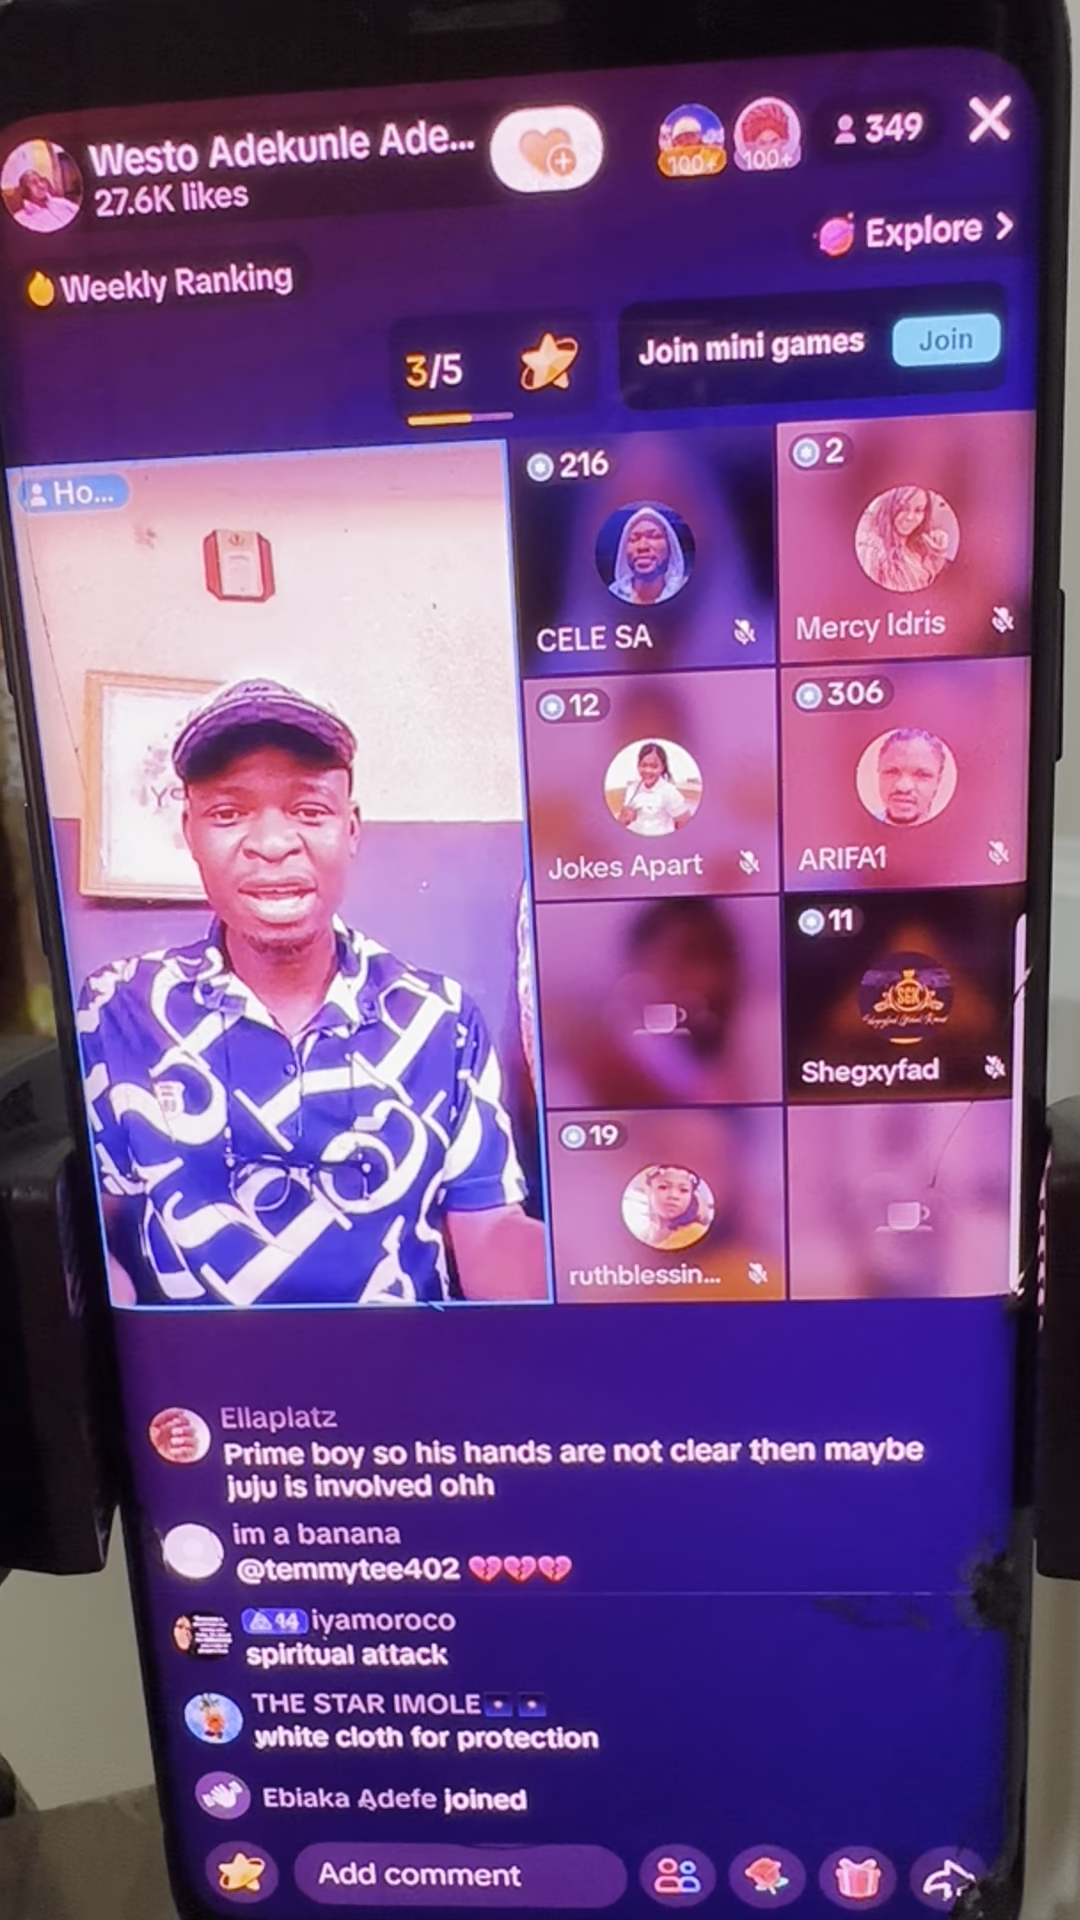 Westo Adekunle Ade...
27.6K likes
100+
100+
349
Explore >
Weekly Ranking
3/5
Join mini games
Join
Ho...
216
CELE SA
2
Mercy Idris
12
Jokes Apart
306
ARIFA1
11
SGK
Shegxyfad
19
ruthblessin...
Ellaplatz
Prime boy so his hands are not clear then maybe
juju is involved ohh
im a banana
@temmytee402 💔💔💔
14 iyamoroco
spiritual attack
THE STAR IMOLE
white cloth for protection
Ebiaka Adefe joined
Add comment